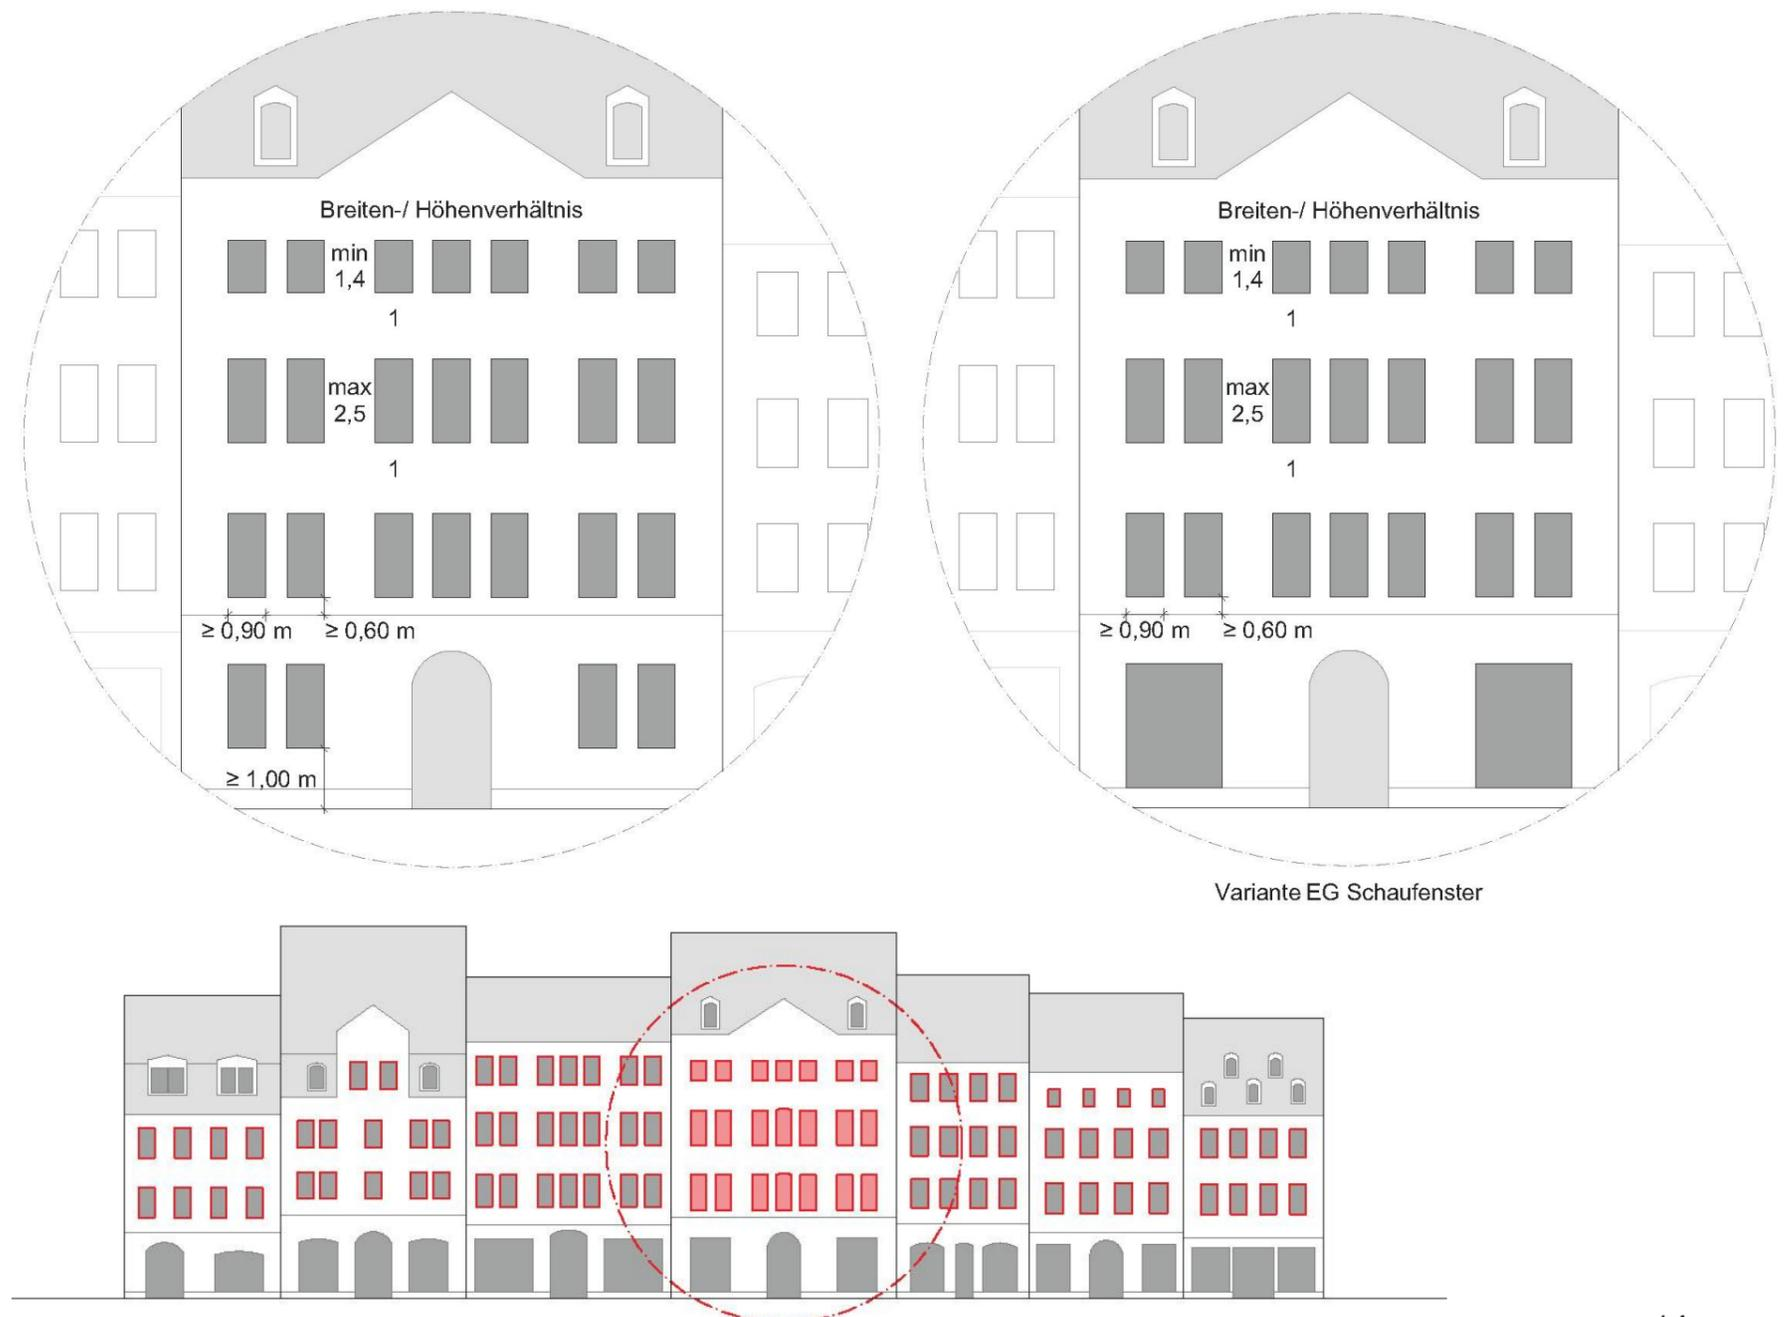 Breiten-/ Höhenverhältnis
min
1,4
1
max
2,5
1
≥ 0,90 m
≥ 0,60 m
≥ 1,00 m
Breiten-/ Höhenverhältnis
min
1,4
1
max
2,5
1
≥ 0,90 m
≥ 0,60 m
Variante EG Schaufenster